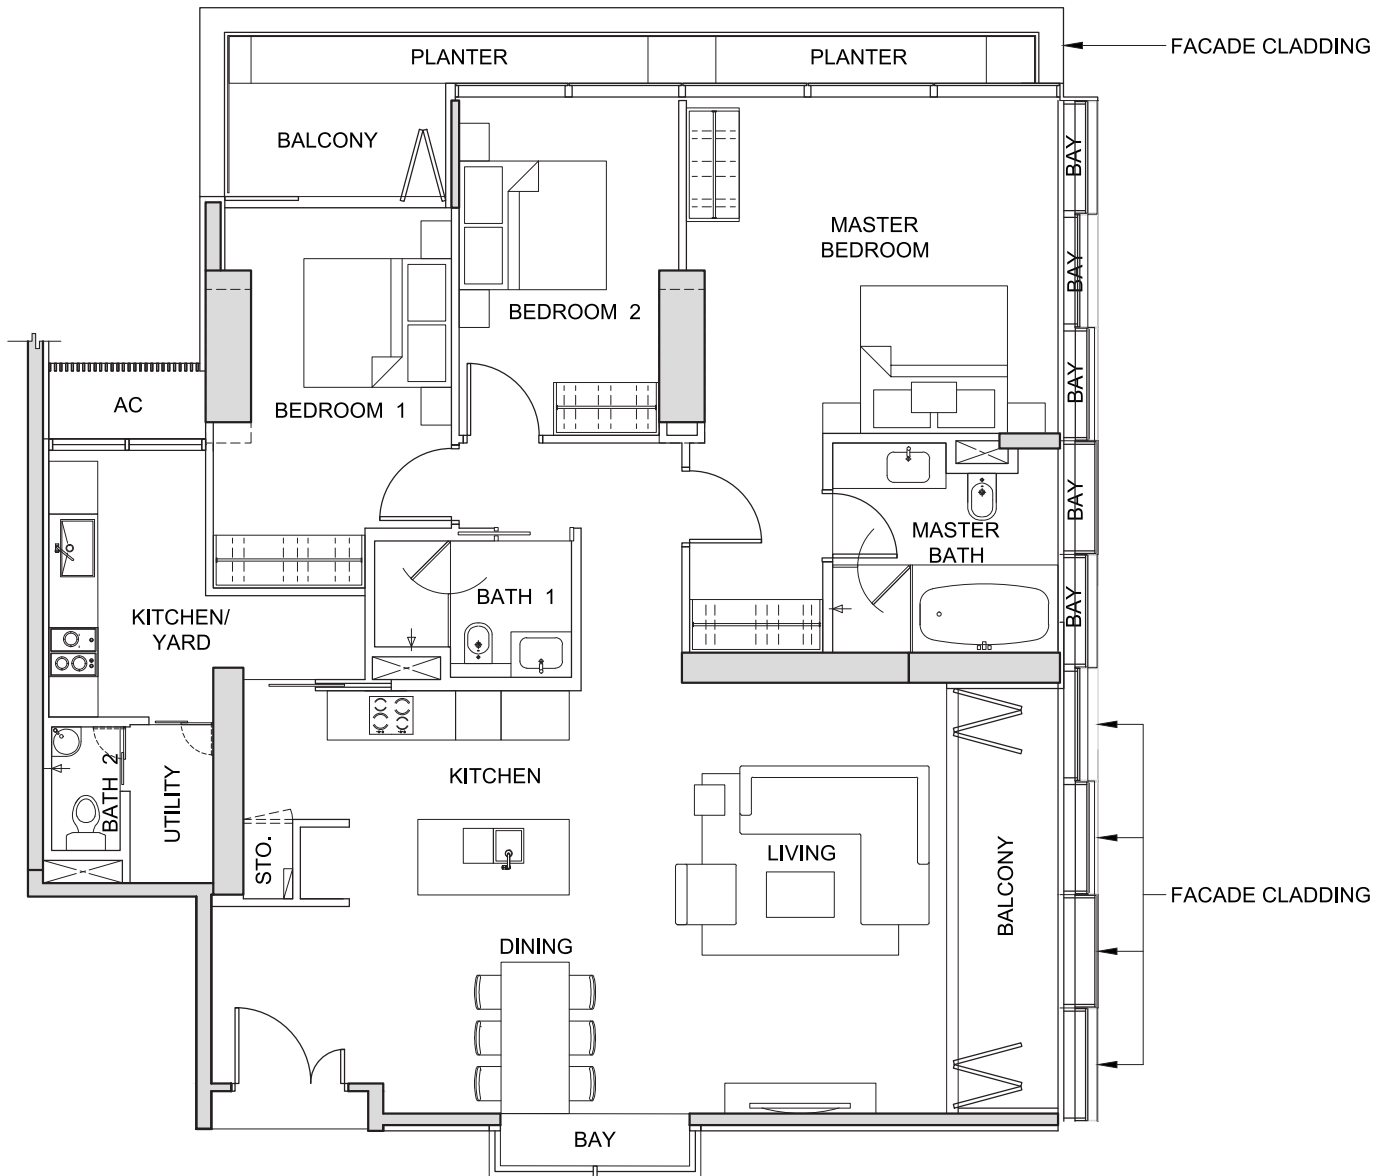 PLANTER
PLANTER
FACADE CLADDING
BALCONY
BAY
MASTER
BEDROOM
BAY
BEDROOM 2
BAY
AC
BEDROOM 1
BAY
MASTER
BATH
BATH 1
BAY
KITCHEN/
YARD
KITCHEN
BATH 2
UTILITY
STO.
LIVING
BALCONY
FACADE CLADDING
DINING
BAY